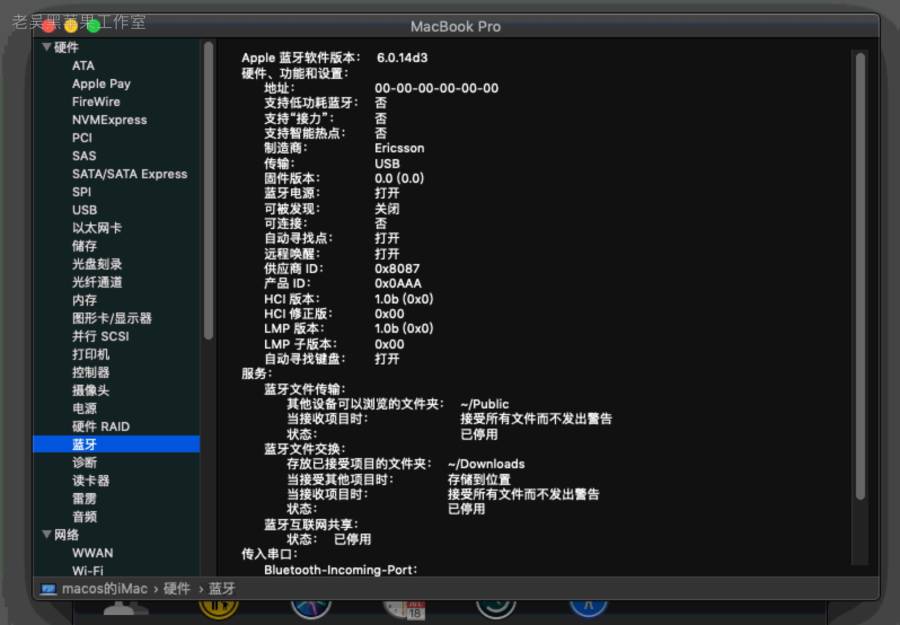 老吴黑苹果工作室
MacBook Pro
硬件
ATA
Apple Pay
FireWire
NVMExpress
PCI
SAS
SATA/SATA Express
SPI
USB
以太网卡
储存
光盘刻录
光纤通道
内存
图形卡/显示器
并行 SCSI
打印机
控制器
摄像头
电源
硬件 RAID
蓝牙
诊断
读卡器
雷雳
音频
网络
WWAN
Wi-Fi
Apple 蓝牙软件版本： 6.0.14d3
硬件、功能和设置：
地址： 00-00-00-00-00-00
支持低功耗蓝牙： 否
支持“接力”： 否
支持智能热点： 否
制造商： Ericsson
传输： USB
固件版本： 0.0 (0.0)
蓝牙电源： 打开
可被发现： 关闭
可连接： 否
自动寻找点： 打开
远程唤醒： 打开
供应商 ID： 0x8087
产品 ID： 0x0AAA
HCI 版本： 1.0b (0x0)
HCI 修正版： 0x00
LMP 版本： 1.0b (0x0)
LMP 子版本： 0x00
自动寻找键盘： 打开
服务：
蓝牙文件传输：
其他设备可以浏览的文件夹： ~/Public
当接收项目时： 接受所有文件而不发出警告
状态： 已停用
蓝牙文件交换：
存放已接受项目的文件夹： ~/Downloads
当接受其他项目时： 存储到位置
当接收项目时： 接受所有文件而不发出警告
状态： 已停用
蓝牙互联网共享：
状态： 已停用
传入串口：
Bluetooth-Incoming-Port：
macos的iMac › 硬件 › 蓝牙
18